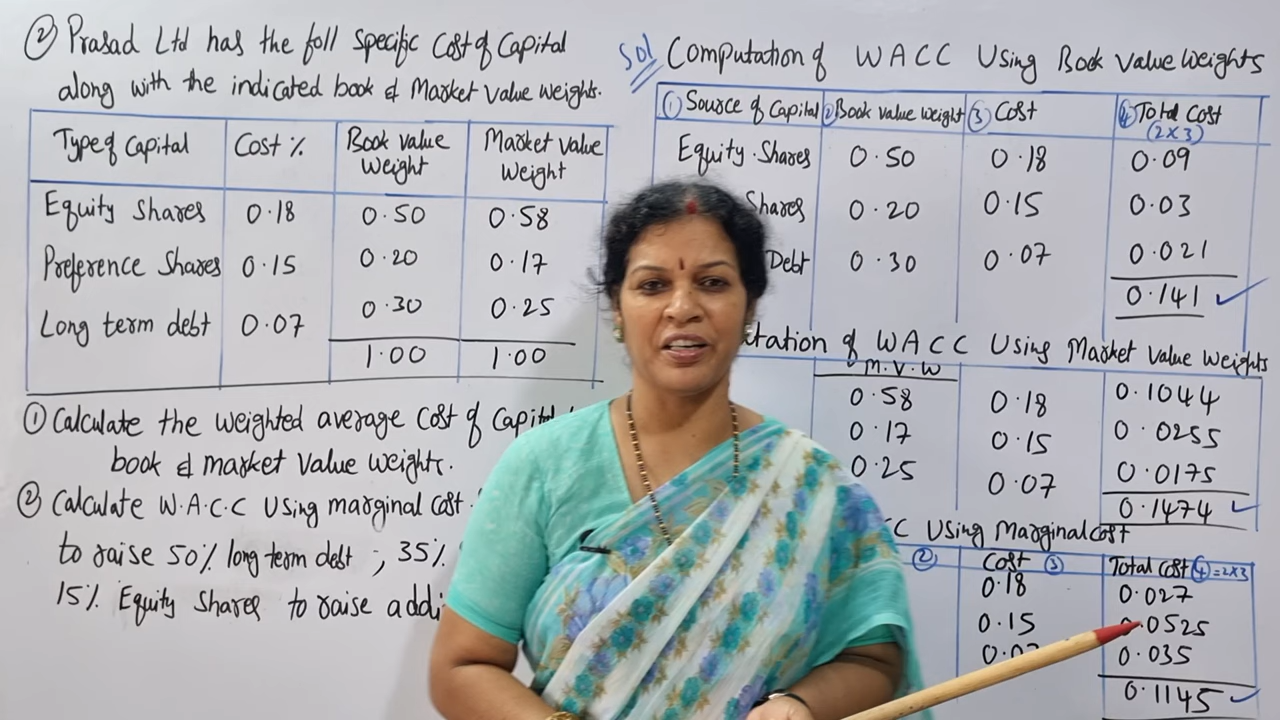 ② Prasad Ltd has the foll Specific Cost of Capital
along with the indicated book & Market Value Weights.
Type of Capital Cost % Book value Weight Market value Weight
Equity Shares 0.18 0.50 0.58
Preference Shares 0.15 0.20 0.17
Long term debt 0.07 0.30 0.25
1.00 1.00
① Calculate the weighted average Cost of Capital
book & market Value Weights.
② Calculate W.A.C.C Using marginal Cost
to raise 50% long term debt ; 35%
15% Equity Shares to raise
Sol Computation of WACC Using Book Value Weights
① Source of Capital ② Book value Weight ③ Cost ④ Total Cost
(2x3)
Equity Shares 0.50 0.18 0.09
Shares 0.20 0.15 0.03
Debt 0.30 0.07 0.021
0.141
of WACC Using Market Value Weights
M.V.W
0.58 0.18 0.1044
0.17 0.15 0.0255
0.25 0.07 0.0175
0.1474
Using Marginal Cost
② Cost ③ Total Cost ④=2x3
0.18 0.027
0.15 0.0525
0.035
0.1145